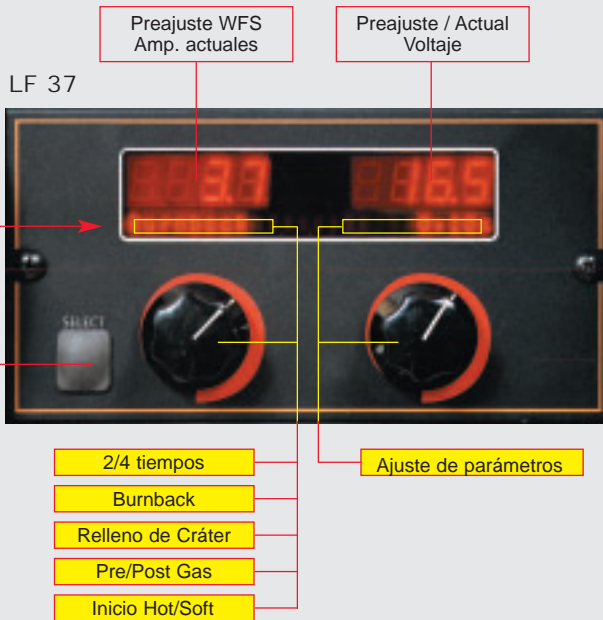 Preajuste WFS
Amp. actuales
Preajuste / Actual
Voltaje
LF 37
3.7
16.5
SELECT
2/4 tiempos
Burnback
Relleno de Cráter
Pre/Post Gas
Inicio Hot/Soft
Ajuste de parámetros